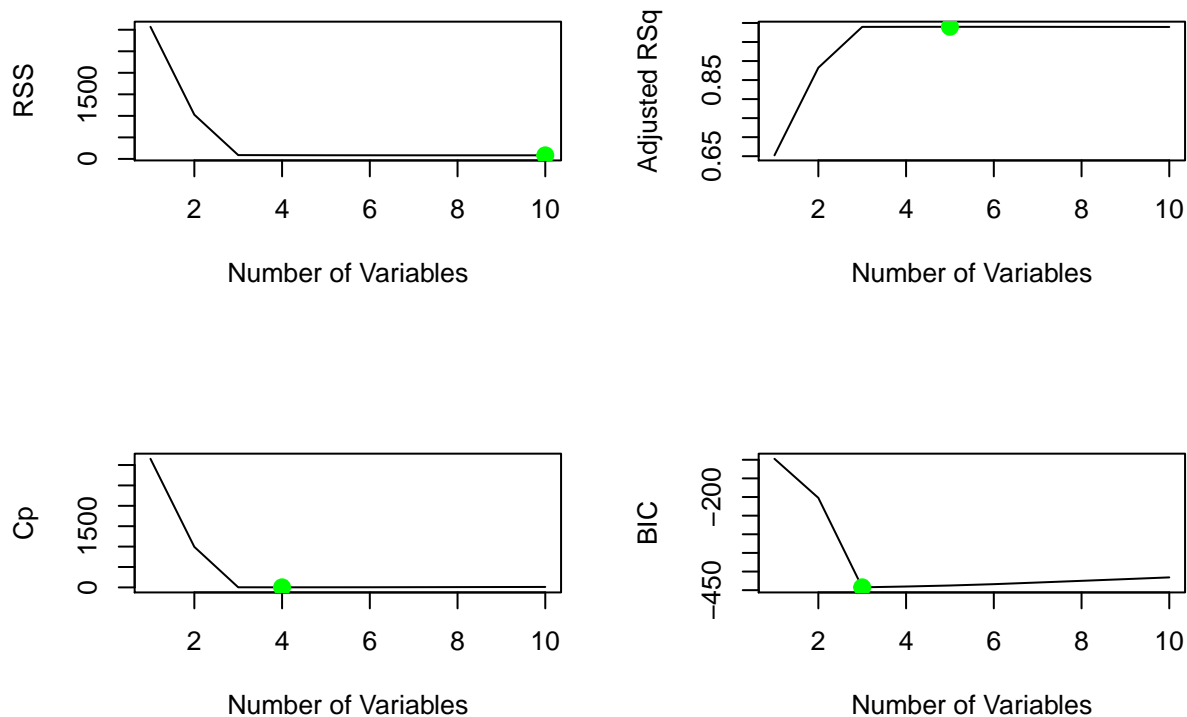 RSS
0 1500
2 4 6 8 10
Number of Variables
Adjusted RSq
0.65 0.85
2 4 6 8 10
Number of Variables
Cp
0 1500
2 4 6 8 10
Number of Variables
BIC
−450 −200
2 4 6 8 10
Number of Variables